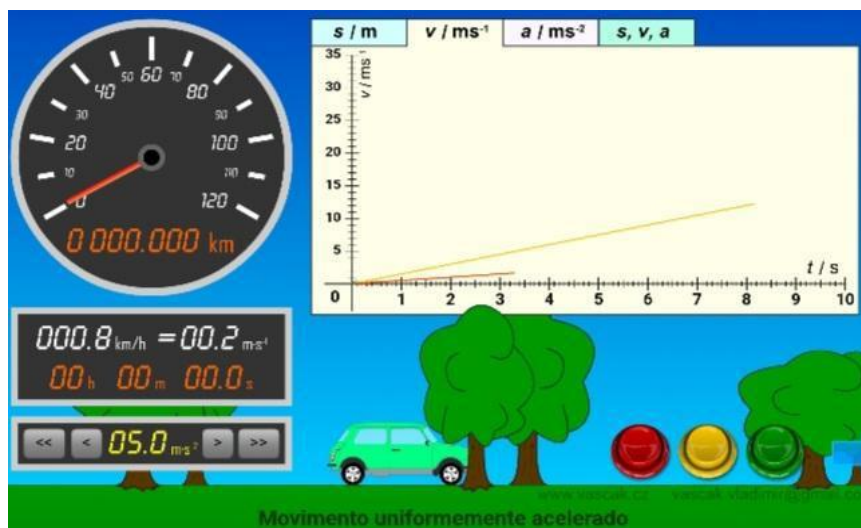 s / m
v / ms⁻¹
a / ms⁻²
s, v, a
0 10 20 30 40 50 60 70 80 90 100 110 120
0 000.000 km
000.8 km/h = 00.2 m·s⁻¹
00 h 00 m 00.0 s
<< < 05.0 m·s⁻² > >>
v / ms⁻¹
35
30
25
20
15
10
5
0 1 2 3 4 5 6 7 8 9 10
t / s
www.vascak.cz vascak.vladimir@gmail.co
Movimento uniformemente acelerado